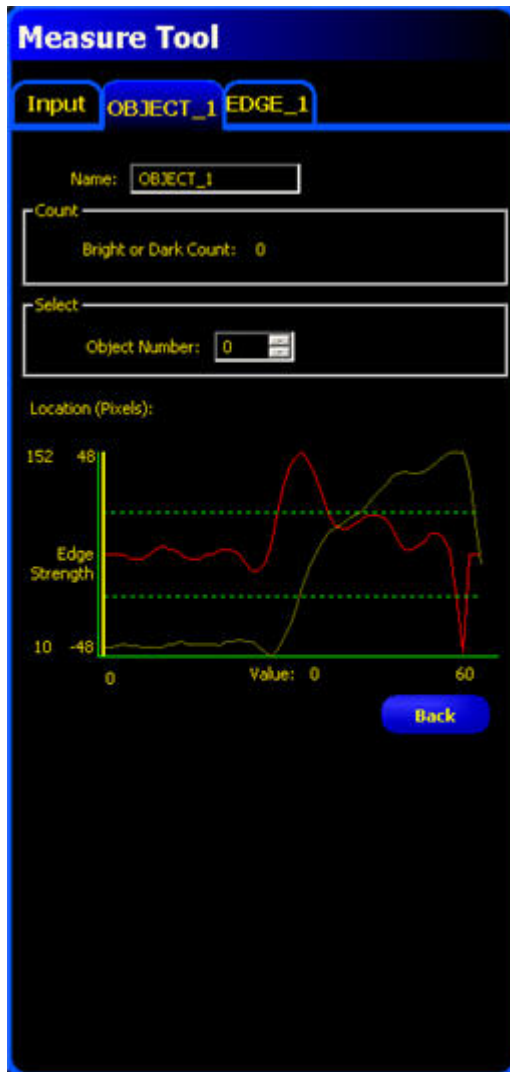 Measure Tool
Input OBJECT_1 EDGE_1
Name: OBJECT_1
Count
Bright or Dark Count: 0
Select
Object Number: 0
Location (Pixels):
152 48
Edge
Strength
10 -48
0 Value: 0 60
Back